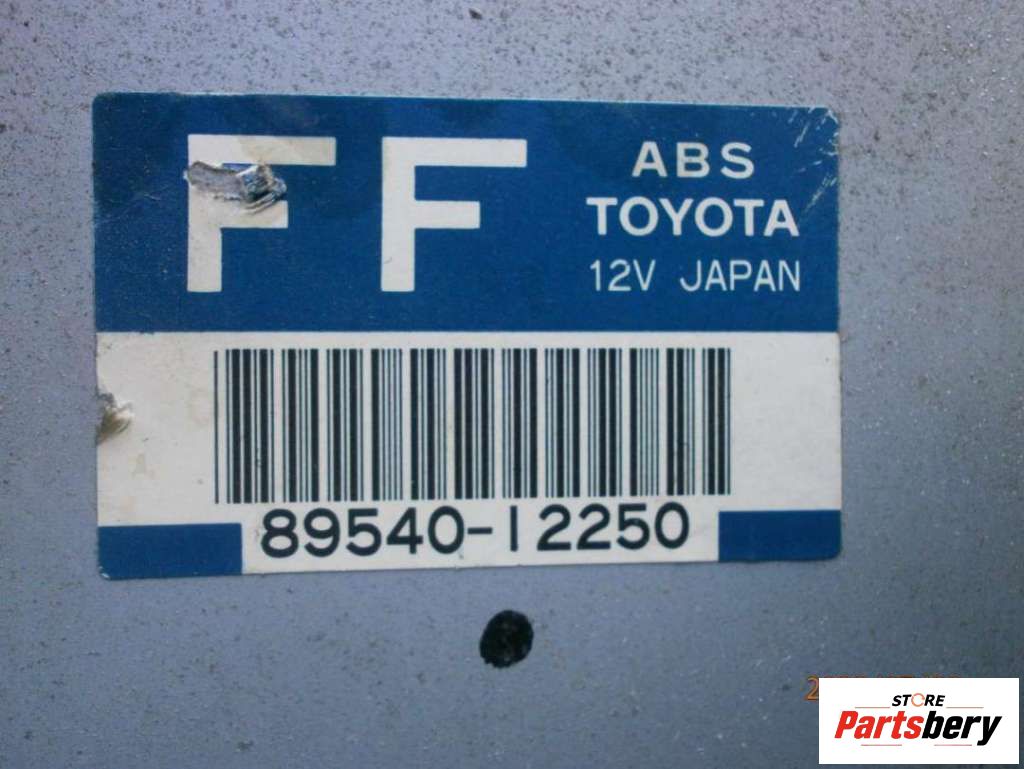 FF
ABS
TOYOTA
12V JAPAN
89540-12250
STORE
Partsbery